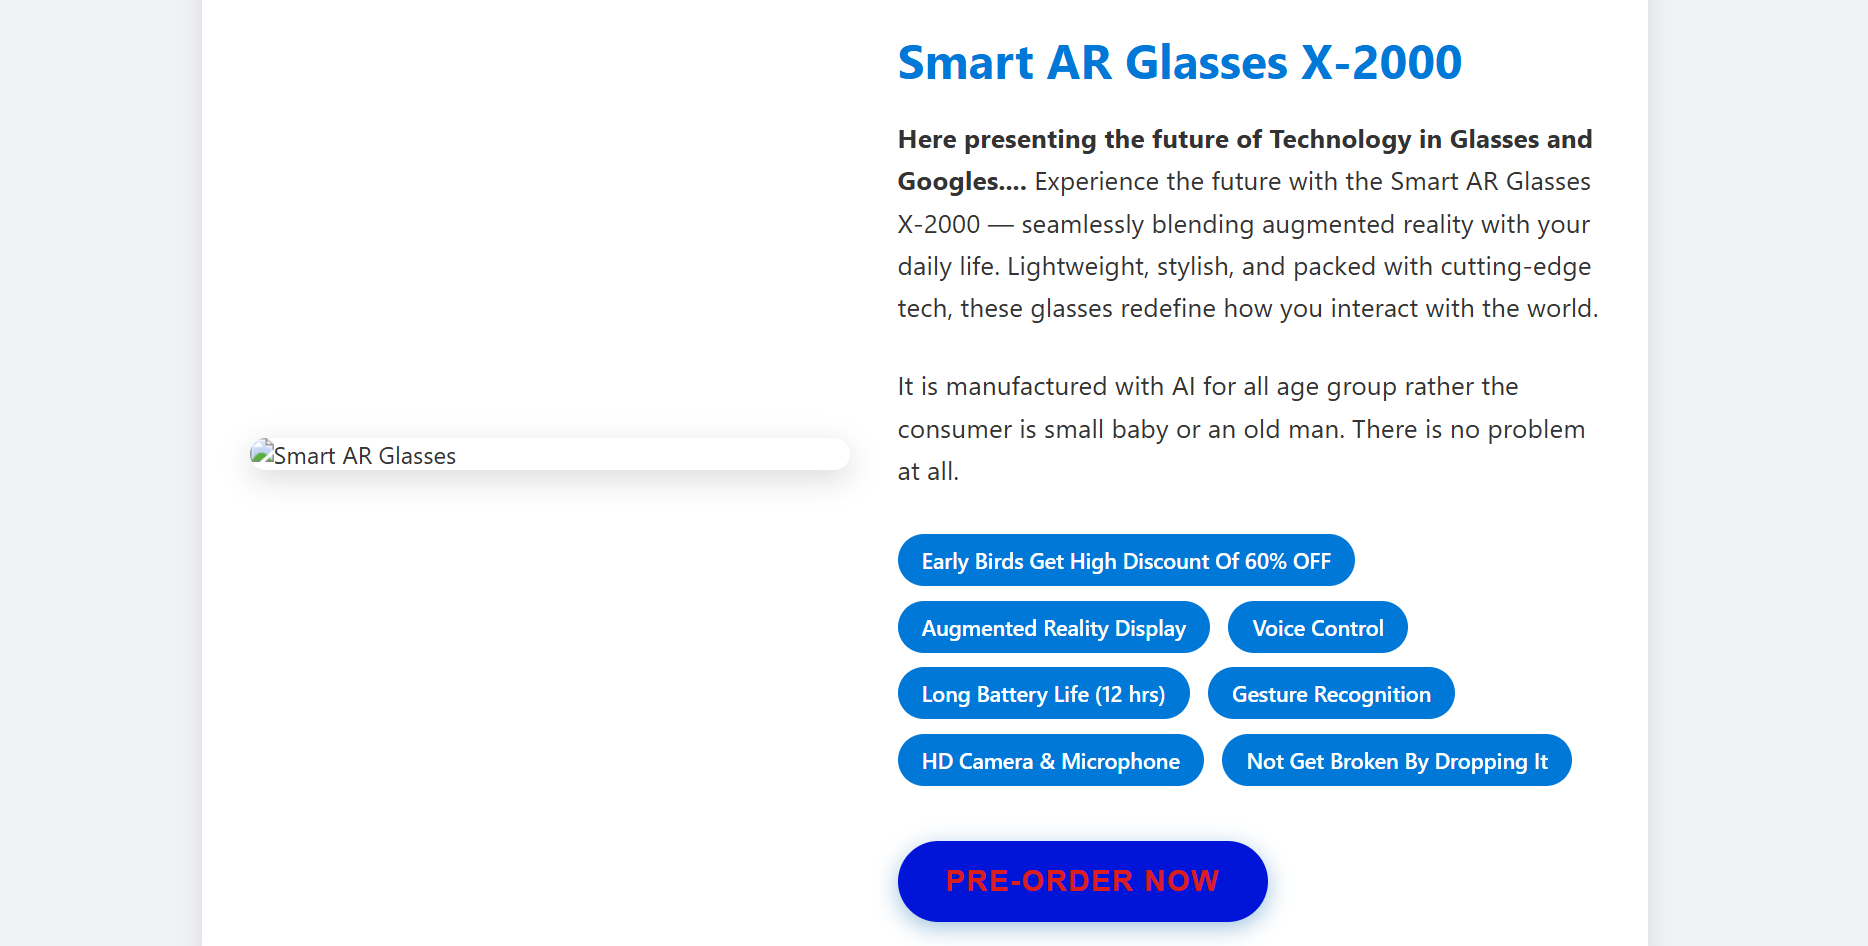 Smart AR Glasses X-2000
Here presenting the future of Technology in Glasses and
Googles.... Experience the future with the Smart AR Glasses
X-2000 — seamlessly blending augmented reality with your
daily life. Lightweight, stylish, and packed with cutting-edge
tech, these glasses redefine how you interact with the world.
It is manufactured with AI for all age group rather the
consumer is small baby or an old man. There is no problem
at all.
Smart AR Glasses
Early Birds Get High Discount Of 60% OFF
Augmented Reality Display
Voice Control
Long Battery Life (12 hrs)
Gesture Recognition
HD Camera & Microphone
Not Get Broken By Dropping It
PRE-ORDER NOW